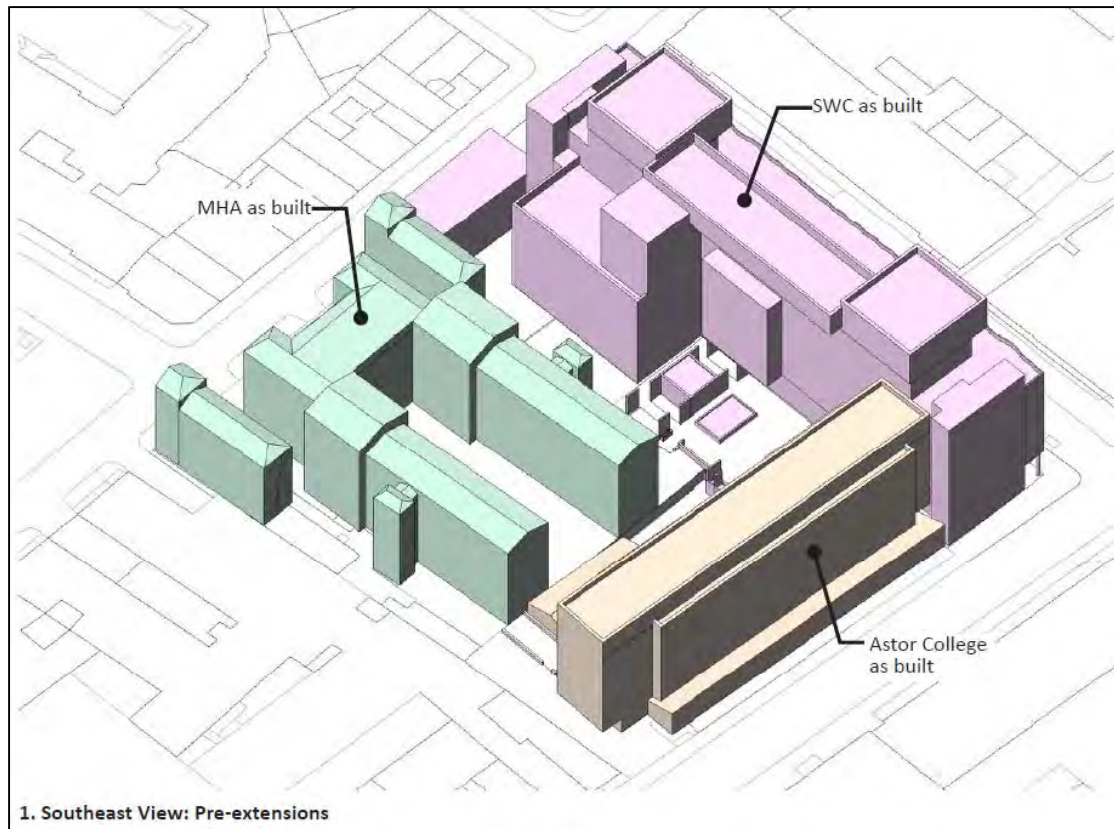 SWC as built
MHA as built
Astor College
as built
1. Southeast View: Pre-extensions